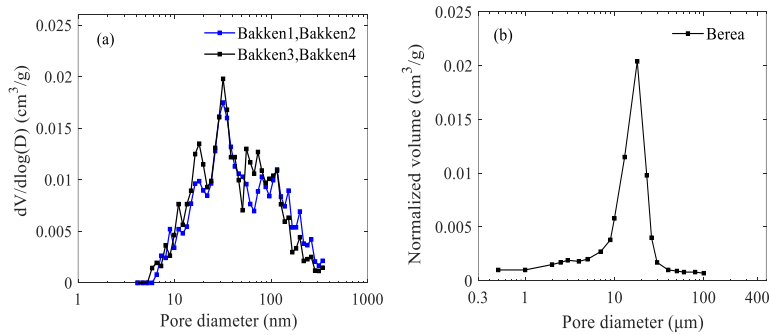 (a)
Bakken1,Bakken2
Bakken3,Bakken4
dV/dlog(D) (cm³/g)
0.025
0.02
0.015
0.01
0.005
0
1
10
100
1000
Pore diameter (nm)
(b)
Berea
Normalized volume (cm³/g)
0.025
0.02
0.015
0.01
0.005
0.000
0.3
1
10
100
400
Pore diameter (μm)